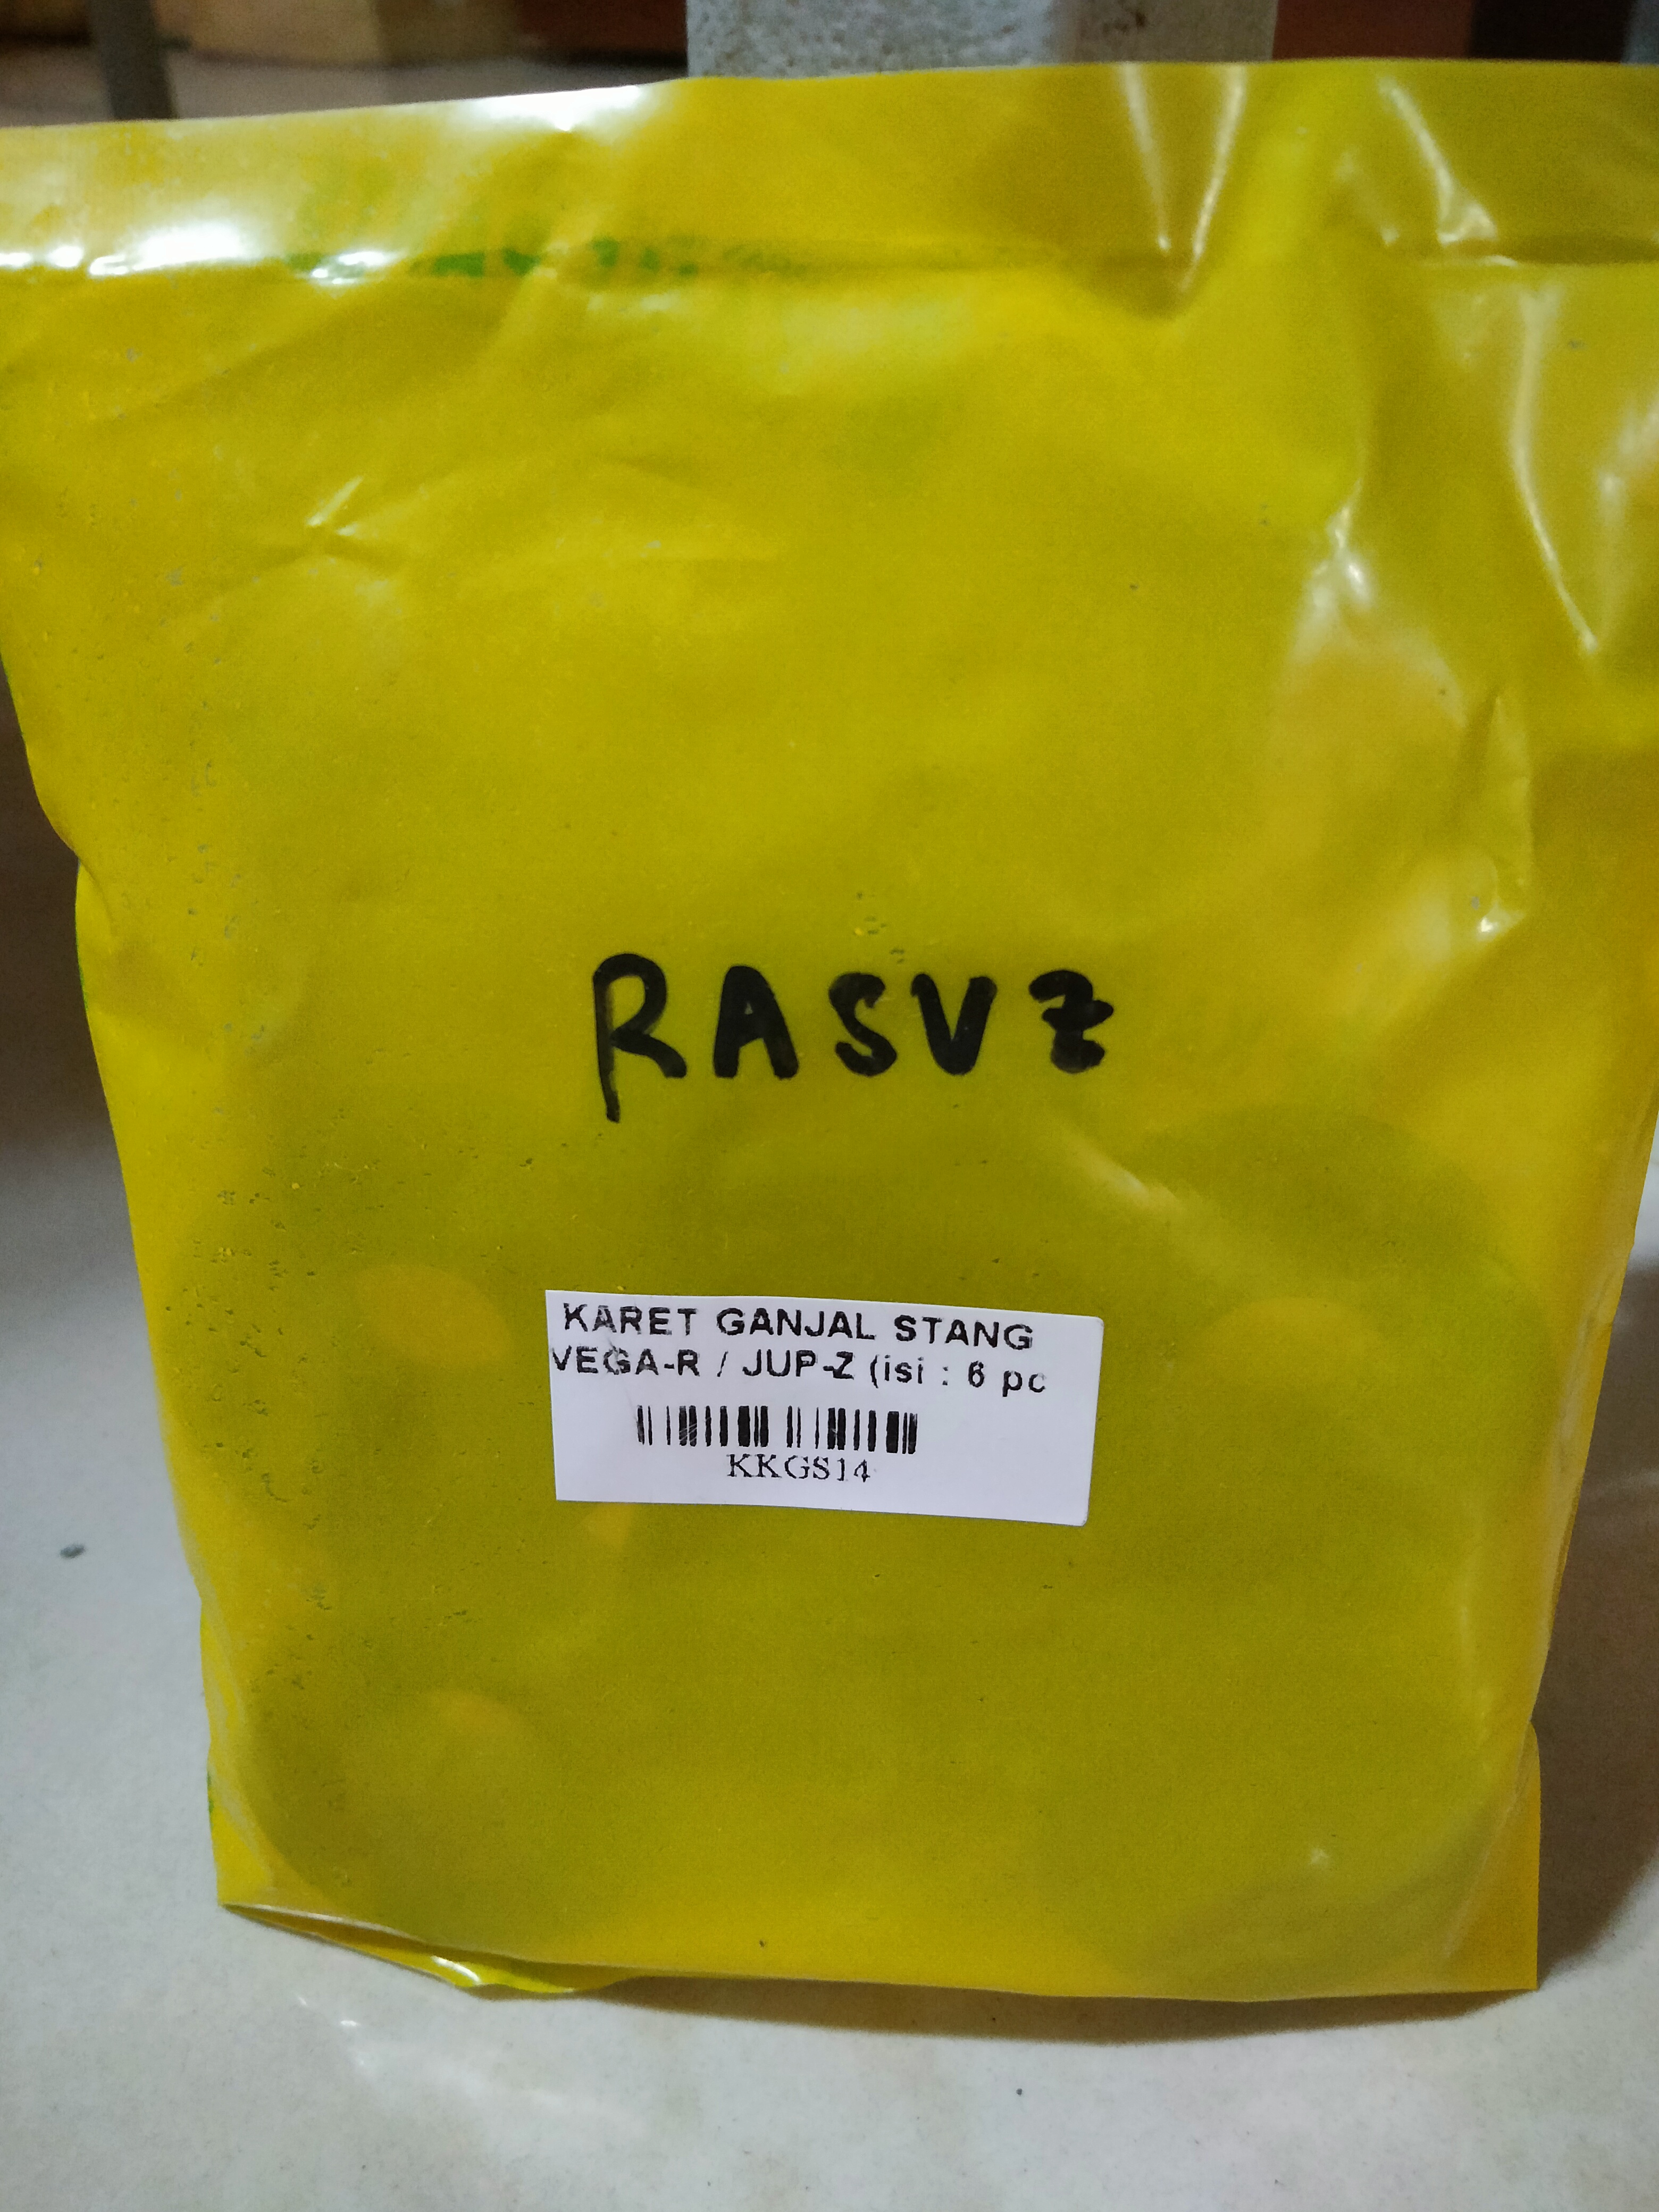 RASVZ
KARET GANJAL STANG
VEGA-R / JUP-Z (isi : 6 pc
KKGS14